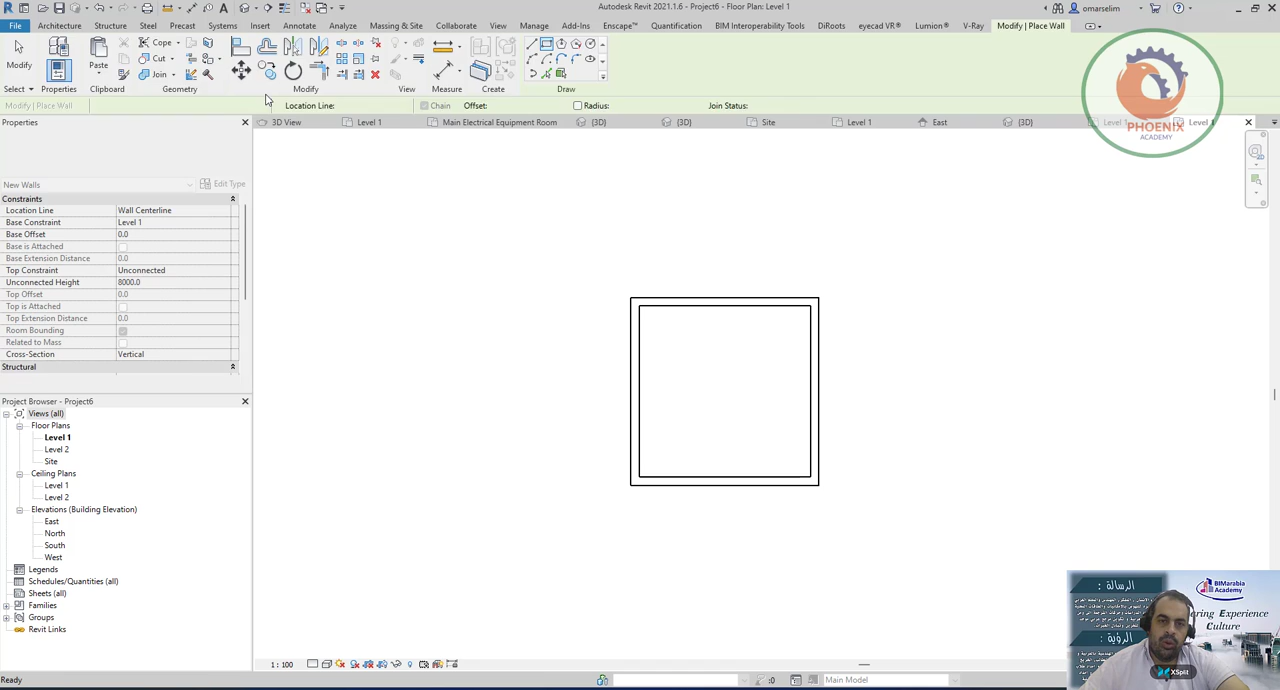 Autodesk Revit 2021.1.6 - Floor Plan: Level 1
omarselim
File Architecture Structure Steel Precast Systems Insert Annotate Analyze Massing & Site Collaborate View Manage Add-Ins Enscape™ Quantification BIM Interoperability Tools DiRoots eyecad VR® Lumion® V-Ray Modify | Place Wall
Cope
Cut
Join
Modify
Paste
Select Properties Clipboard Geometry Modify View Measure Create Draw
Modify | Place Wall Location Line: Chain Offset: Radius: Join Status:
PHOENIX
ACADEMY
Properties
3D View Level 1 Main Electrical Equipment Room {3D} {3D} Site Level 1 East {3D} Level 1 Level 1
New Walls Edit Type
Constraints
Location Line Wall Centerline
Base Constraint Level 1
Base Offset 0.0
Base is Attached
Base Extension Distance 0.0
Top Constraint Unconnected
Unconnected Height 8000.0
Top Offset 0.0
Top is Attached
Top Extension Distance 0.0
Room Bounding
Related to Mass
Cross-Section Vertical
Structural
Project Browser - Project6
Views (all)
Floor Plans
Level 1
Level 2
Site
Ceiling Plans
Level 1
Level 2
Elevations (Building Elevation)
East
North
South
West
Legends
Schedules/Quantities (all)
Sheets (all)
Families
Groups
Revit Links
1 : 100
Ready
:0
Main Model
الرسالة :
الرؤية :
BIMarabia
Academy
ering Experience
Culture
XSplit